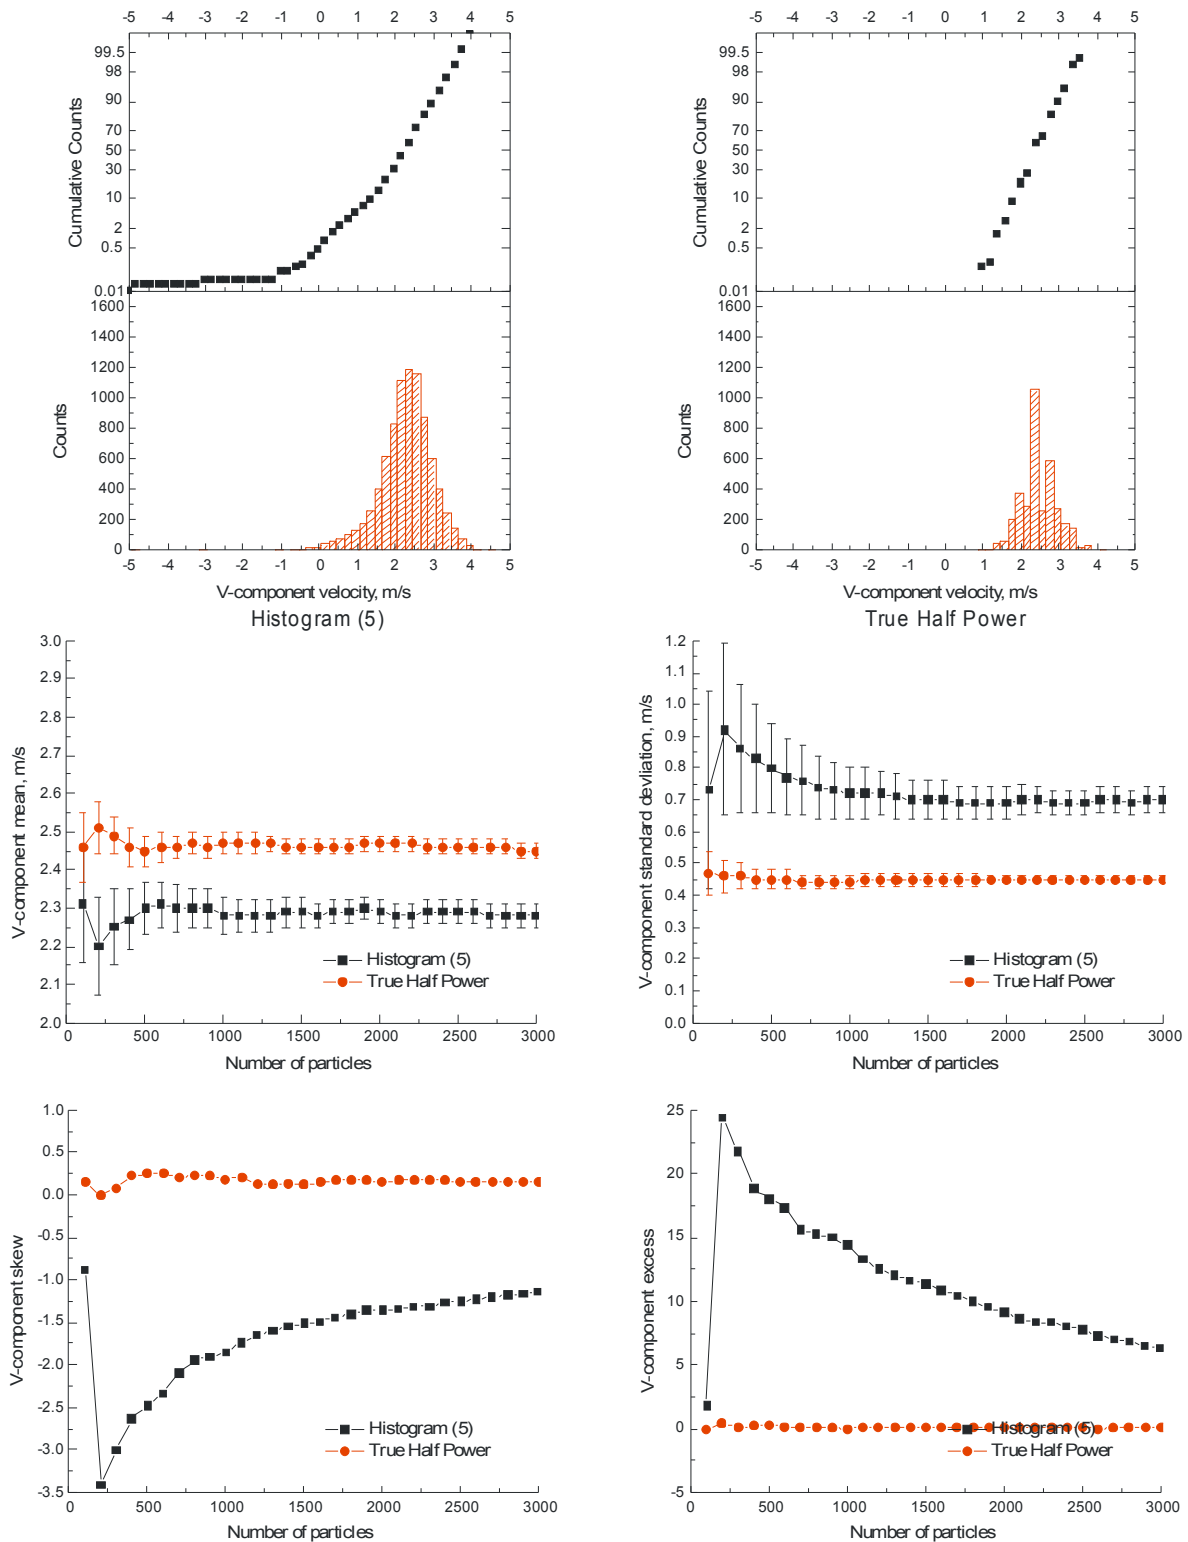 -5 -4 -3 -2 -1 0 1 2 3 4 5
99.5
98
90
70
50
30
10
2
0.5
0.01
Cumulative Counts
1600
1400
1200
1000
800
600
400
200
0
Counts
-5 -4 -3 -2 -1 0 1 2 3 4 5
V-component velocity, m/s
Histogram (5)
-5 -4 -3 -2 -1 0 1 2 3 4 5
99.5
98
90
70
50
30
10
2
0.5
0.01
Cumulative Counts
1600
1400
1200
1000
800
600
400
200
0
Counts
-5 -4 -3 -2 -1 0 1 2 3 4 5
V-component velocity, m/s
True Half Power
3.0
2.9
2.8
2.7
2.6
2.5
2.4
2.3
2.2
2.1
2.0
V-component mean, m/s
Histogram (5)
True Half Power
0 500 1000 1500 2000 2500 3000
Number of particles
1.2
1.1
1.0
0.9
0.8
0.7
0.6
0.5
0.4
0.3
0.2
0.1
0.0
V-component standard devliation, m/s
Histogram (5)
True Half Power
0 500 1000 1500 2000 2500 3000
Number of particles
1.0
0.5
0.0
-0.5
-1.0
-1.5
-2.0
-2.5
-3.0
-3.5
V-component skew
Histogram (5)
True Half Power
0 500 1000 1500 2000 2500 3000
Number of particles
25
20
15
10
5
0
-5
V-component excess
Histogram (5)
True Half Power
0 500 1000 1500 2000 2500 3000
Number of particles